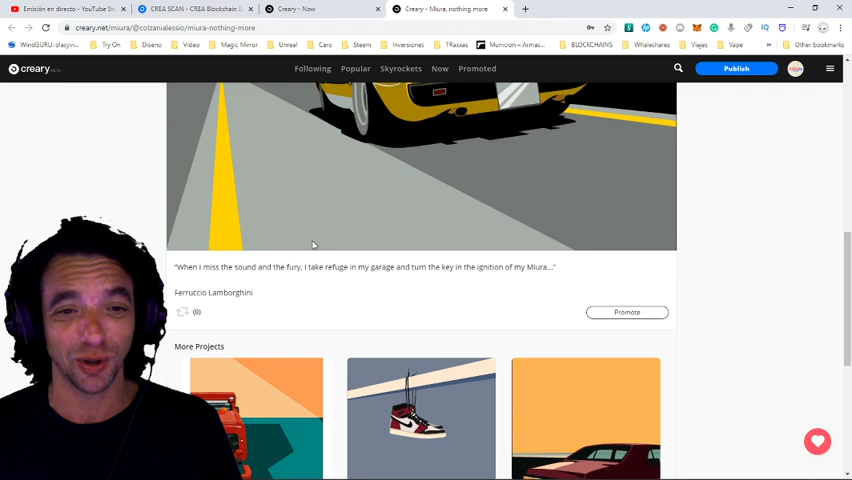 Emisión en directo - YouTube St
CREA SCAN - CREA Blockchain E
Creary - Now
Creary - Miura, nothing more
creary.net/miura/@colzanialessio/miura-nothing-more
WindGURU: olasyvi
Try On
Diseno
Video
Magic Mirror
Unreal
Caro
Steem
Inversiones
TRaxxas
Municion – Armas
BLOCKCHAINS
Whaleshares
Viajes
Vape
Other bookmarks
creary
Following
Popular
Skyrockets
Now
Promoted
Publish
“When I miss the sound and the fury, I take refuge in my garage and turn the key in the ignition of my Miura...”
Ferruccio Lamborghini
(0)
Promote
More Projects